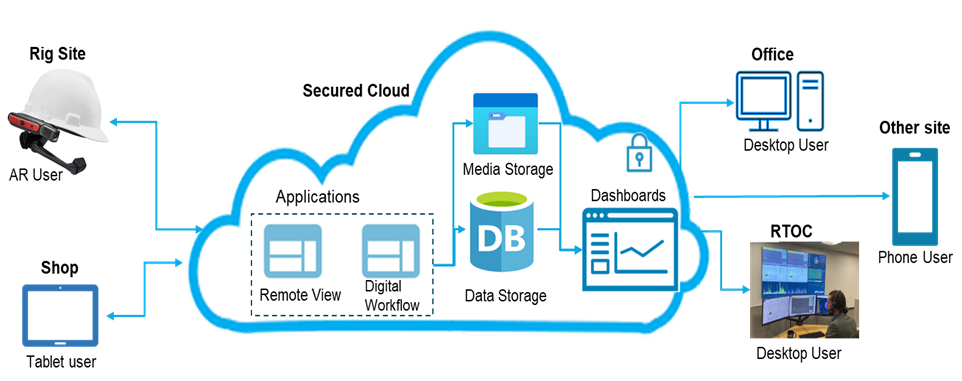 Rig Site
AR User
Shop
Tablet user
Secured Cloud
Applications
Remote View
Digital
Workflow
Media Storage
DB
Data Storage
Dashboards
Office
Desktop User
Other site
Phone User
RTOC
Desktop User